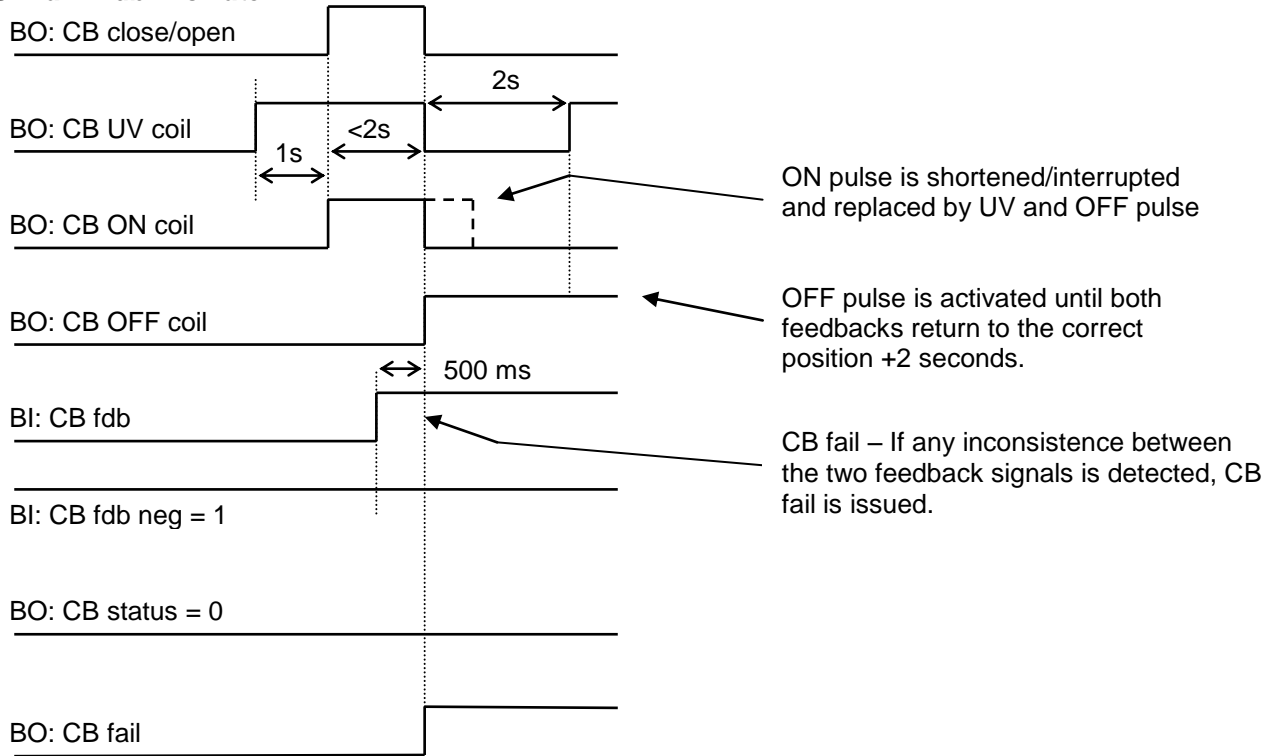 BO: CB close/open
2s
BO: CB UV coil
<2s
1s
ON pulse is shortened/interrupted
and replaced by UV and OFF pulse
BO: CB ON coil
OFF pulse is activated until both
feedbacks return to the correct
position +2 seconds.
BO: CB OFF coil
500 ms
BI: CB fdb
CB fail – If any inconsistence between
the two feedback signals is detected, CB
fail is issued.
BI: CB fdb neg = 1
BO: CB status = 0
BO: CB fail